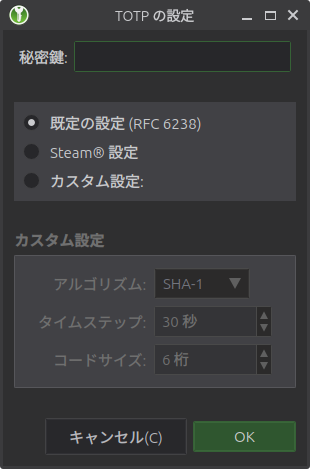 TOTP の設定
秘密鍵:
既定の設定 (RFC 6238)
Steam® 設定
カスタム設定:
カスタム設定
アルゴリズム: SHA-1
タイムステップ: 30 秒
コードサイズ: 6 桁
キャンセル(C) OK